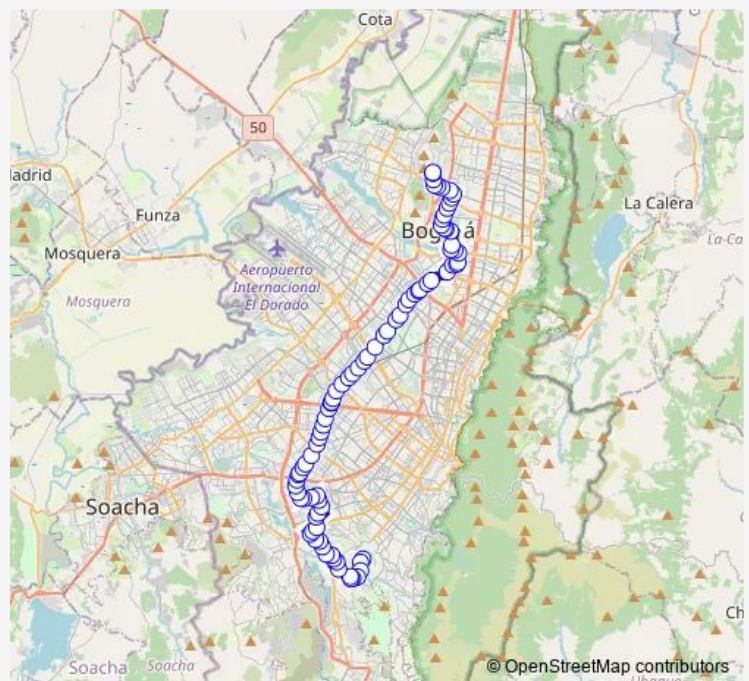 Cota
50
adrid
Funza
La Calera
Bogotá
Mosquera
La-Ca
Aeropuerto
Internacional
El Dorado
Mosquera
Soacha
Ch
Soacha
Soacha
© OpenStreetMap contributors